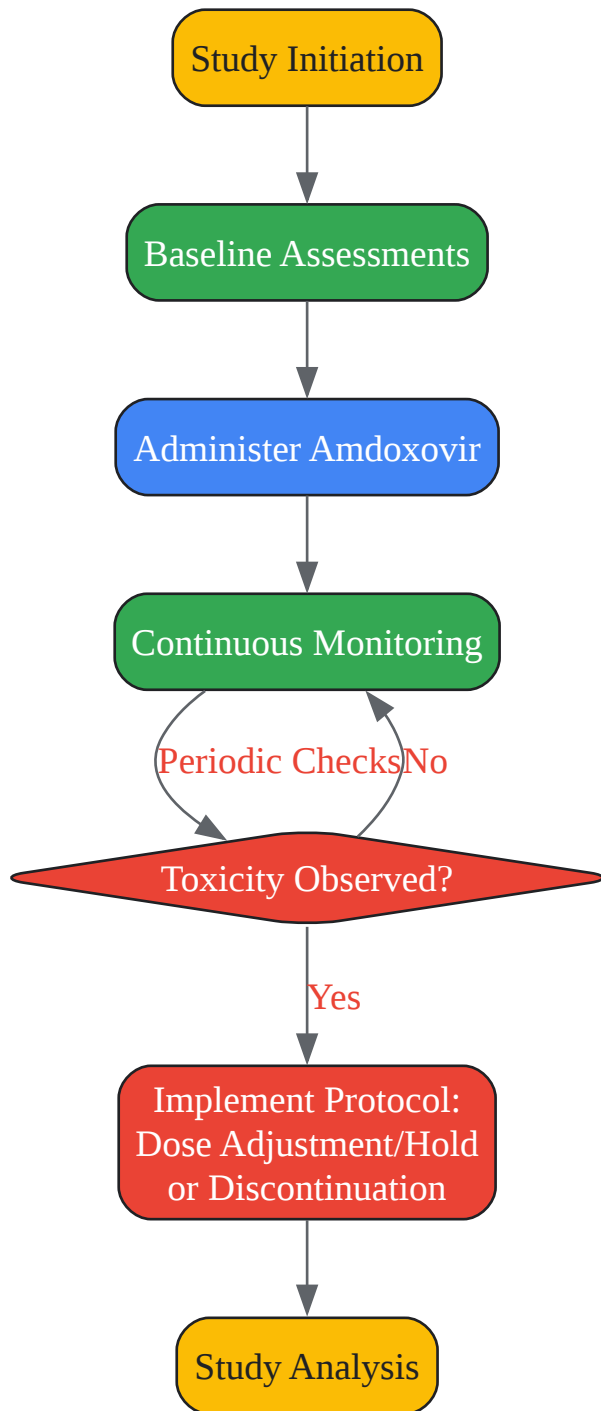 Study Initiation
Baseline Assessments
Administer Amdoxovir
Continuous Monitoring
Periodic Checks
No
Toxicity Observed?
Yes
Implement Protocol:
Dose Adjustment/Hold
or Discontinuation
Study Analysis